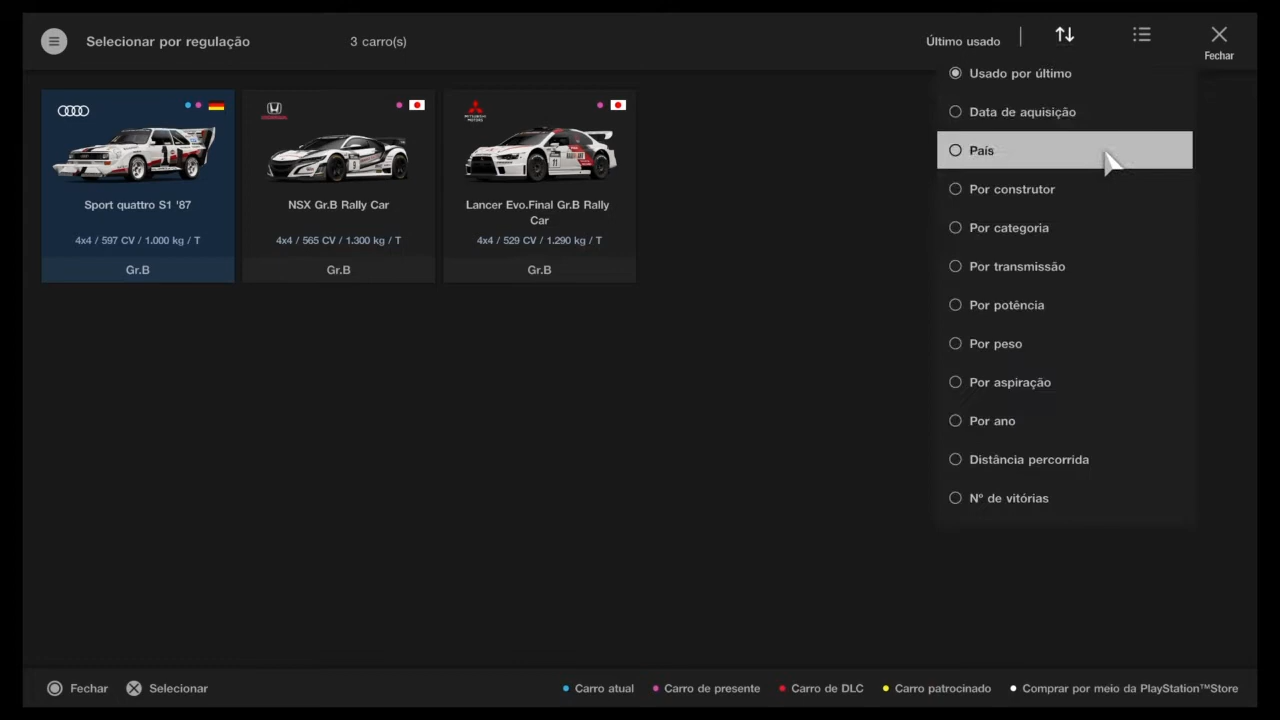 Selecionar por regulação
3 carro(s)
Último usado
Fechar
Usado por último
Data de aquisição
País
Por construtor
Por categoria
Por transmissão
Por potência
Por peso
Por aspiração
Por ano
Distância percorrida
Nº de vitórias
Sport quattro S1 '87
4x4 / 597 CV / 1.000 kg / T
Gr.B
NSX Gr.B Rally Car
4x4 / 565 CV / 1.300 kg / T
Gr.B
Lancer Evo.Final Gr.B Rally
Car
4x4 / 529 CV / 1.290 kg / T
Gr.B
Fechar
Selecionar
Carro atual
Carro de presente
Carro de DLC
Carro patrocinado
Comprar por meio da PlayStation™Store